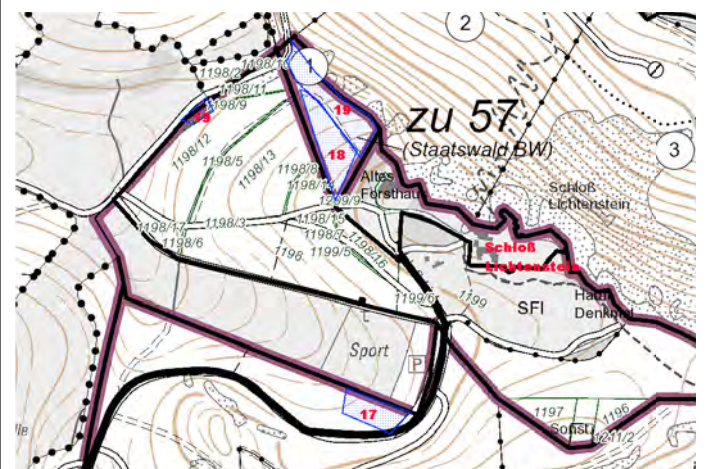 2
1
1198/2
1198/10
1198/11
1198/9
19
19
zu 57
(Staatswald BW)
3
1198/12
1198/5
1198/13
18
1198/8
1198/14
Altes
Forsthau
1299/9
Schloß
Lichtenstein
1198/17
1198/3
1198/15
1198/6
1198/7
1198
1199/5
1198/16
Schloß
Lichtenstein
1199/6
1199
SFI
Hauff
Denkmal
Sport
P
17
1197
1196
Sonst
1211/2
lle